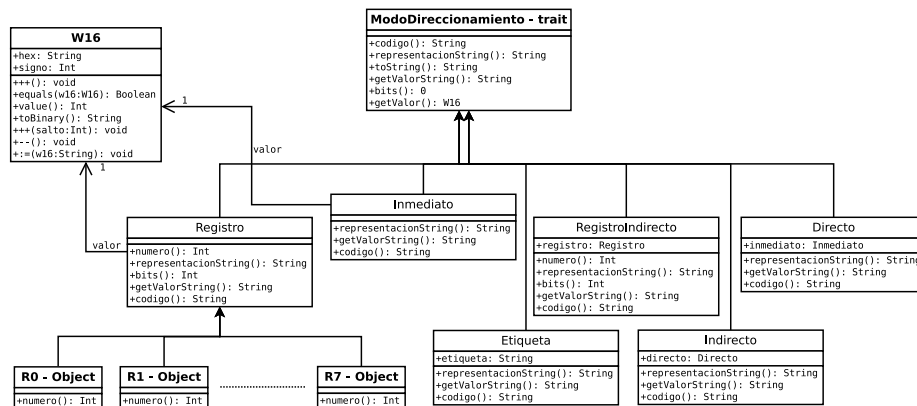 ModoDireccionamiento - trait
+codigo(): String
+representacionString(): String
+toString(): String
+getValorString(): String
+bits(): 0
+getValor(): W16
W16
+hex: String
+signo: Int
+++(): void
+equals(w16:W16): Boolean
+value(): Int
+toBinary(): String
+++(salto:Int): void
+--(): void
+:=(w16:String): void
1
valor
1
valor
Registro
+numero(): Int
+representacionString(): String
+bits(): Int
+getValorString(): String
+codigo(): String
Inmediato
+representacionString(): String
+getValorString(): String
+codigo(): String
RegistroIndirecto
+registro: Registro
+numero(): Int
+representacionString(): String
+bits(): Int
+getValorString(): String
+codigo(): String
Directo
+inmediato: Inmediato
+representacionString(): String
+getValorString(): String
+codigo(): String
Etiqueta
+etiqueta: String
+representacionString(): String
+getValorString(): String
+codigo(): String
Indirecto
+directo: Directo
+representacionString(): String
+getValorString(): String
+codigo(): String
R0 - Object
+numero(): Int
R1 - Object
+numero(): Int
R7 - Object
+numero(): Int